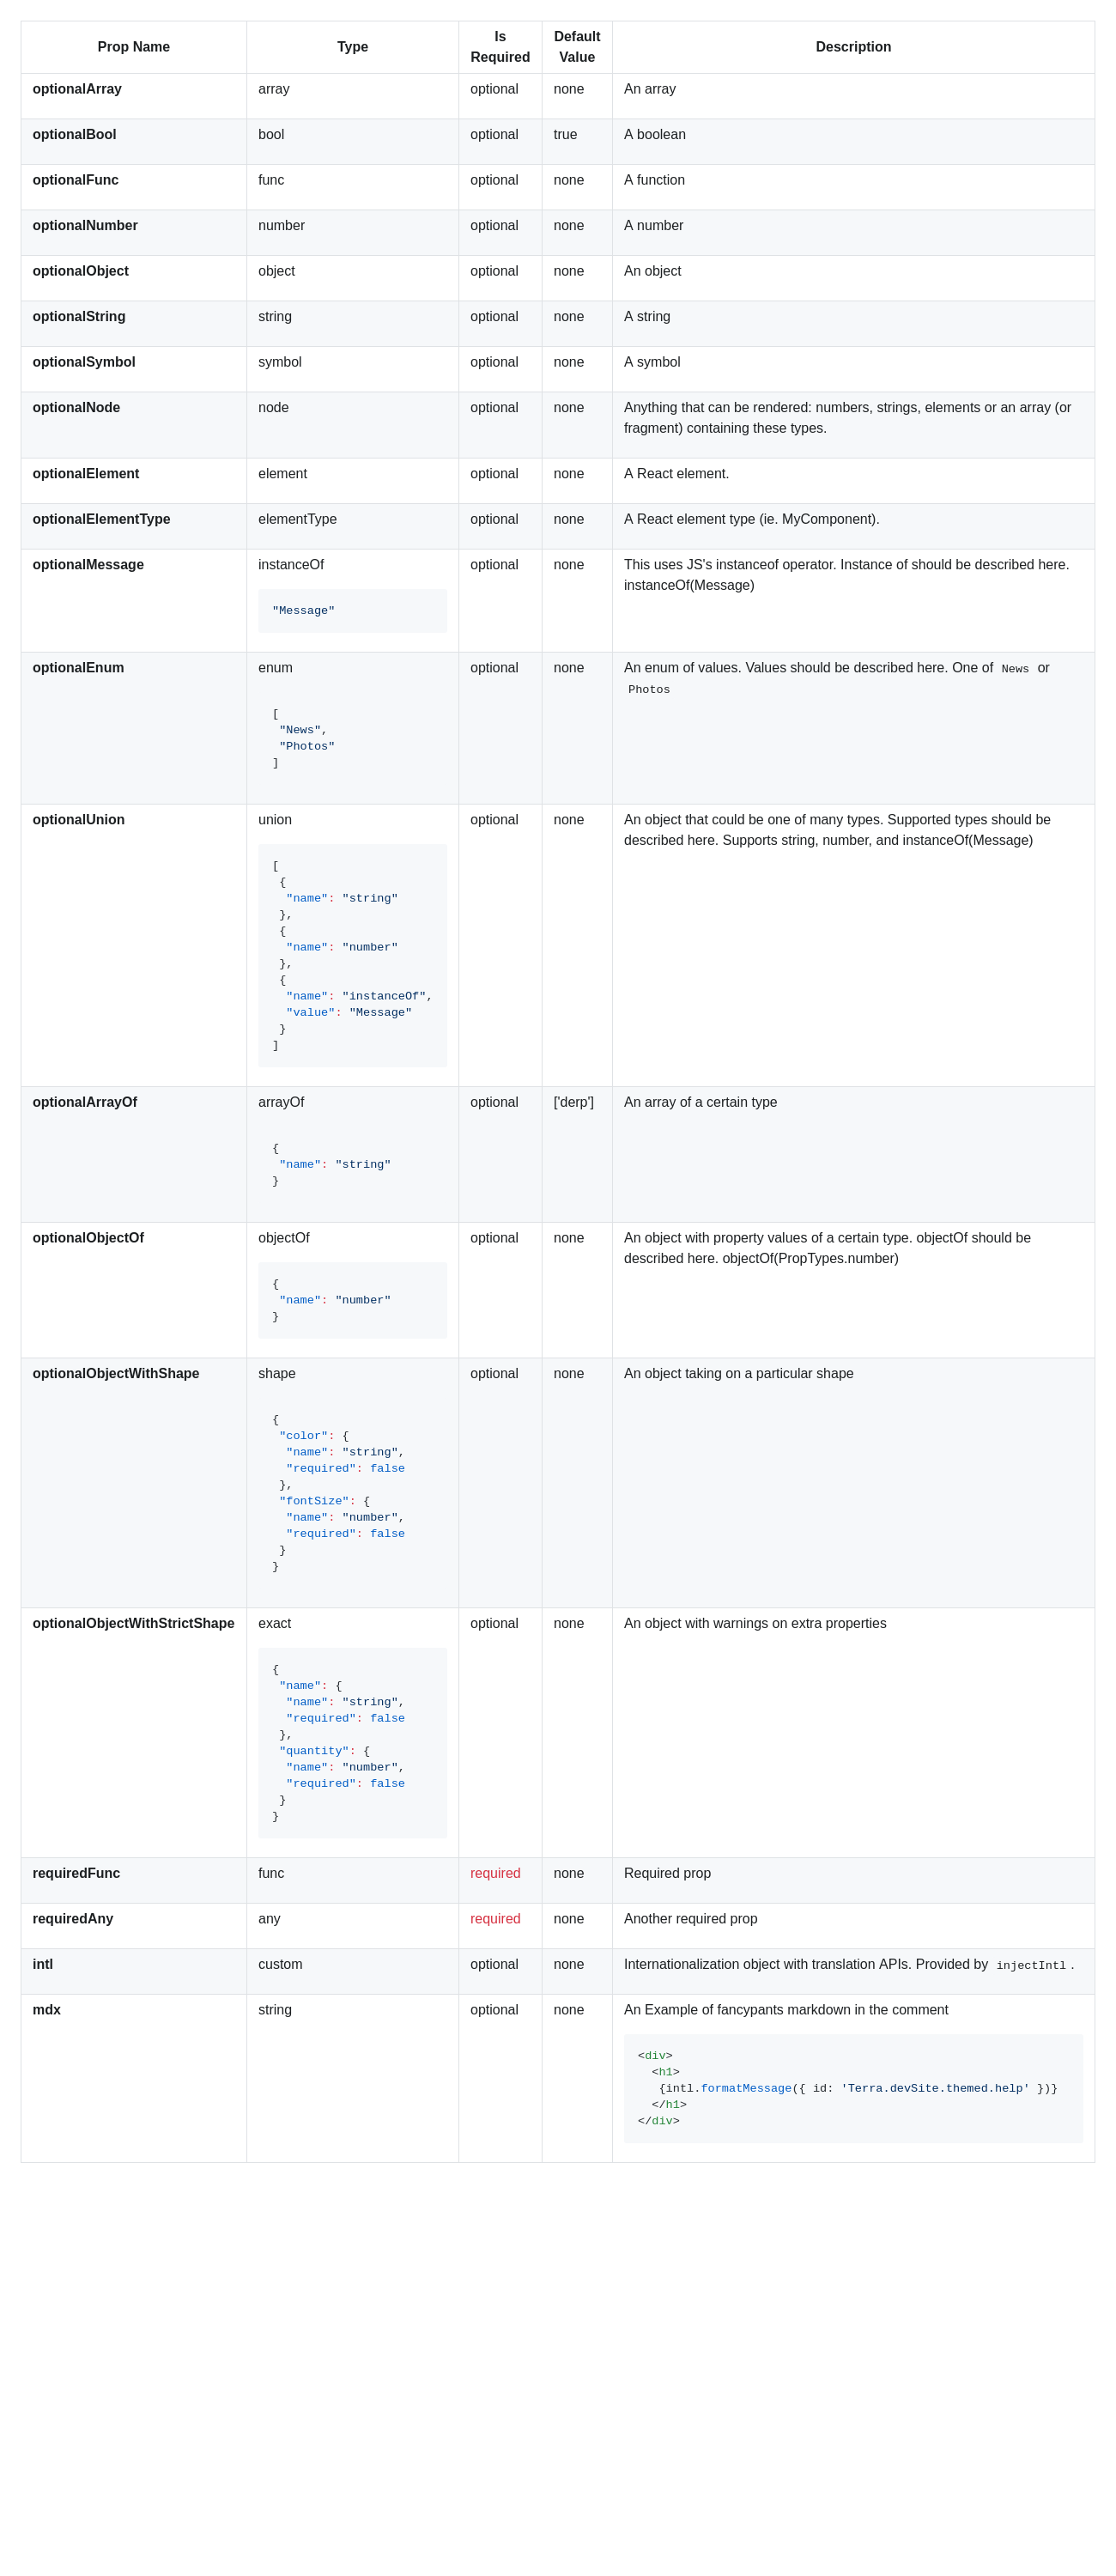 Prop Name Type Is Required Default Value Description
optionalArray array optional none An array
optionalBool bool optional true A boolean
optionalFunc func optional none A function
optionalNumber number optional none A number
optionalObject object optional none An object
optionalString string optional none A string
optionalSymbol symbol optional none A symbol
optionalNode node optional none Anything that can be rendered: numbers, strings, elements or an array (or
fragment) containing these types.
optionalElement element optional none A React element.
optionalElementType elementType optional none A React element type (ie. MyComponent).
optionalMessage instanceOf optional none This uses JS's instanceof operator. Instance of should be described here.
instanceOf(Message)
"Message"
optionalEnum enum optional none An enum of values. Values should be described here. One of News or
Photos
[
"News",
"Photos"
]
optionalUnion union optional none An object that could be one of many types. Supported types should be
described here. Supports string, number, and instanceOf(Message)
[
{
"name": "string"
},
{
"name": "number"
},
{
"name": "instanceOf",
"value": "Message"
}
]
optionalArrayOf arrayOf optional ['derp'] An array of a certain type
{
"name": "string"
}
optionalObjectOf objectOf optional none An object with property values of a certain type. objectOf should be
described here. objectOf(PropTypes.number)
{
"name": "number"
}
optionalObjectWithShape shape optional none An object taking on a particular shape
{
"color": {
"name": "string",
"required": false
},
"fontSize": {
"name": "number",
"required": false
}
}
optionalObjectWithStrictShape exact optional none An object with warnings on extra properties
{
"name": {
"name": "string",
"required": false
},
"quantity": {
"name": "number",
"required": false
}
}
requiredFunc func required none Required prop
requiredAny any required none Another required prop
intl custom optional none Internationalization object with translation APIs. Provided by injectIntl .
mdx string optional none An Example of fancypants markdown in the comment
<div>
<h1>
{intl.formatMessage({ id: 'Terra.devSite.themed.help' })}
</h1>
</div>